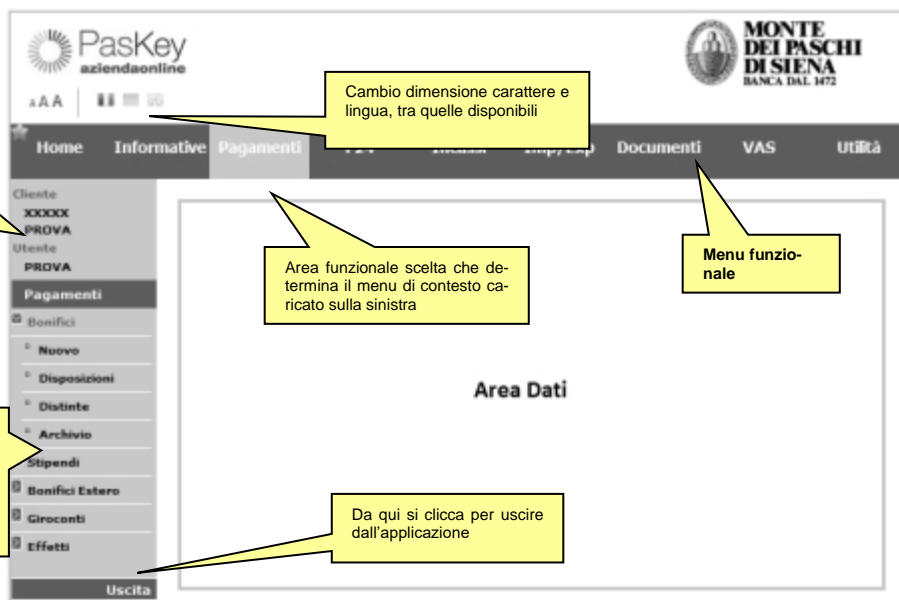 PasKey
aziendaonline
MONTE
DEI PASCHI
DI SIENA
BANCA DAL 1472
A A A
Cambio dimensione carattere e
lingua, tra quelle disponibili
Home Informative Pagamenti Documenti VAS Utilità
Cliente
XXXXX
PROVA
Utente
PROVA
Pagamenti
Bonifici
Nuovo
Disposizioni
Distinte
Archivio
Stipendi
Bonifici Estero
Giroconti
Effetti
Uscita
Area funzionale scelta che de-
termina il menu di contesto ca-
ricato sulla sinistra
Menu funzio-
nale
Area Dati
Da qui si clicca per uscire
dall'applicazione